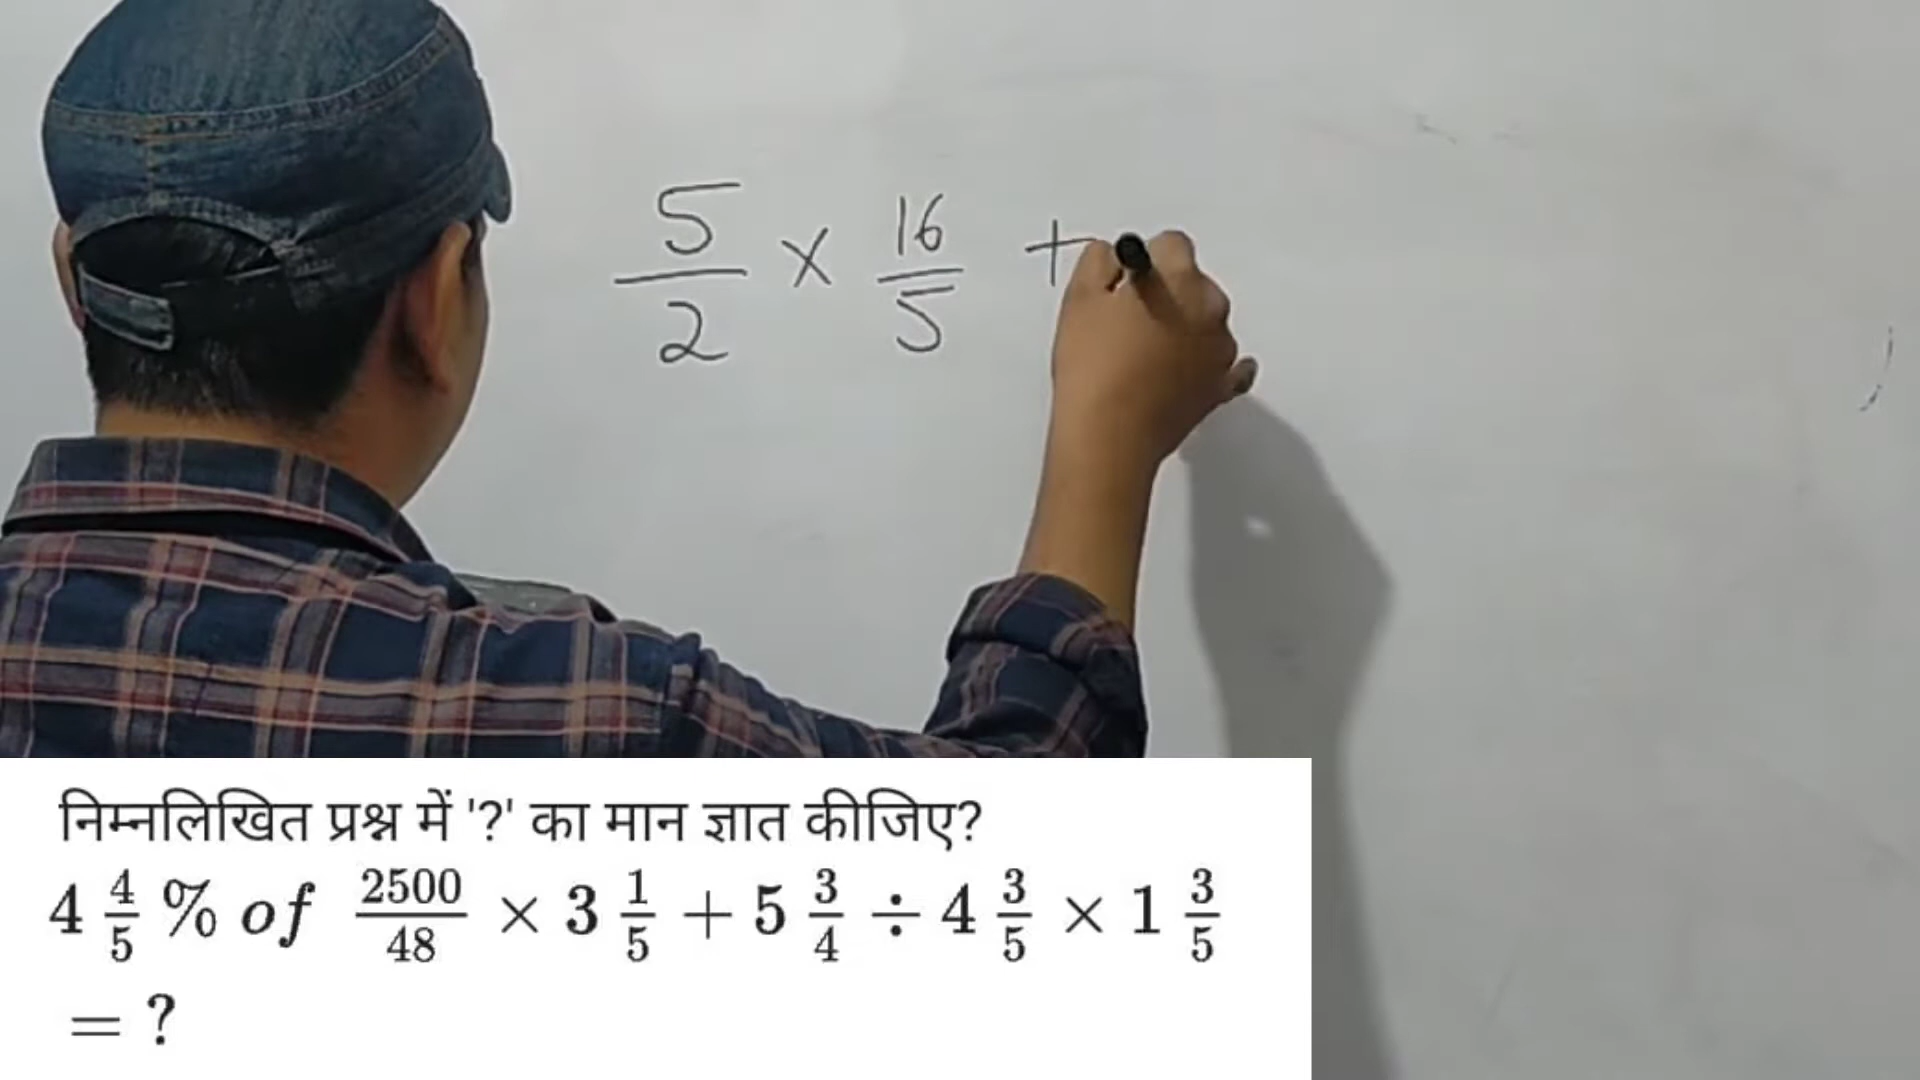 5/2 × 16/5 +
निम्नलिखित प्रश्न में '?' का मान ज्ञात कीजिए?
4 4/5 % of 2500/48 × 3 1/5 + 5 3/4 ÷ 4 3/5 × 1 3/5
= ?